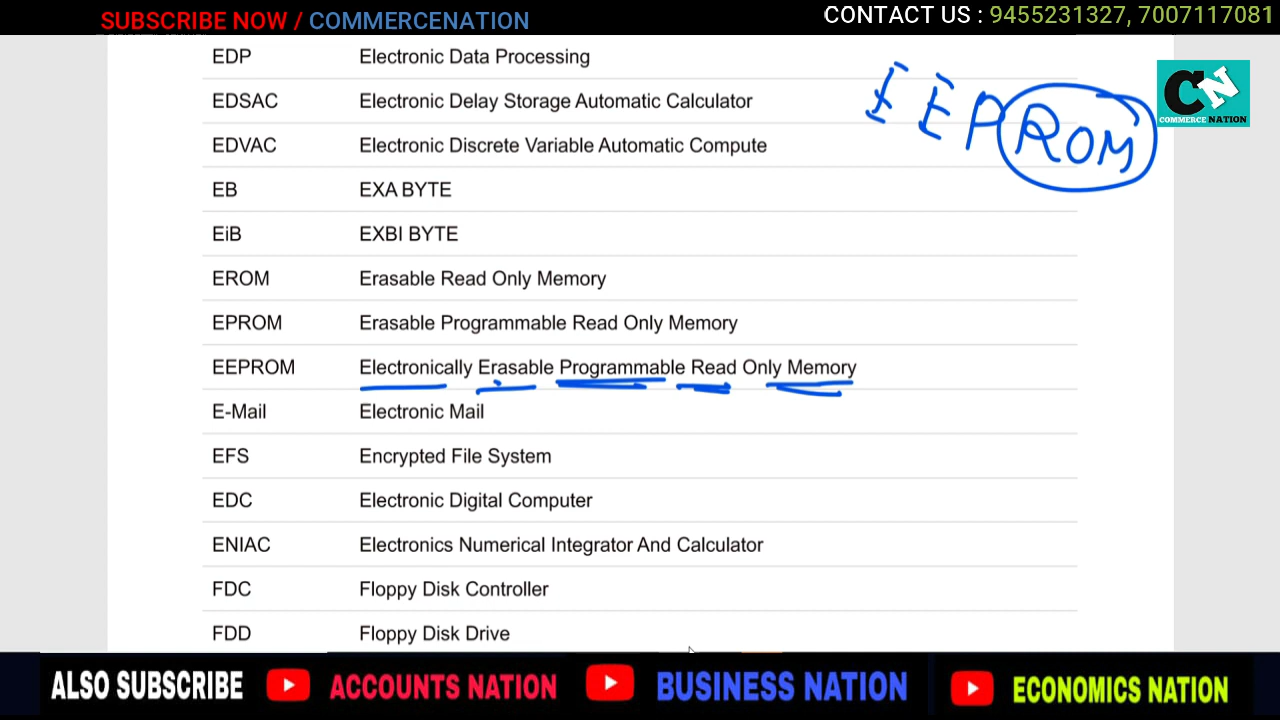 SUBSCRIBE NOW / COMMERCENATION
CONTACT US : 9455231327, 7007117081
EDP Electronic Data Processing
EDSAC Electronic Delay Storage Automatic Calculator
EDVAC Electronic Discrete Variable Automatic Compute
EB EXA BYTE
EiB EXBI BYTE
EROM Erasable Read Only Memory
EPROM Erasable Programmable Read Only Memory
EEPROM Electronically Erasable Programmable Read Only Memory
E-Mail Electronic Mail
EFS Encrypted File System
EDC Electronic Digital Computer
ENIAC Electronics Numerical Integrator And Calculator
FDC Floppy Disk Controller
FDD Floppy Disk Drive
EEPROM
CN
COMMERCE NATION
ALSO SUBSCRIBE ACCOUNTS NATION BUSINESS NATION ECONOMICS NATION